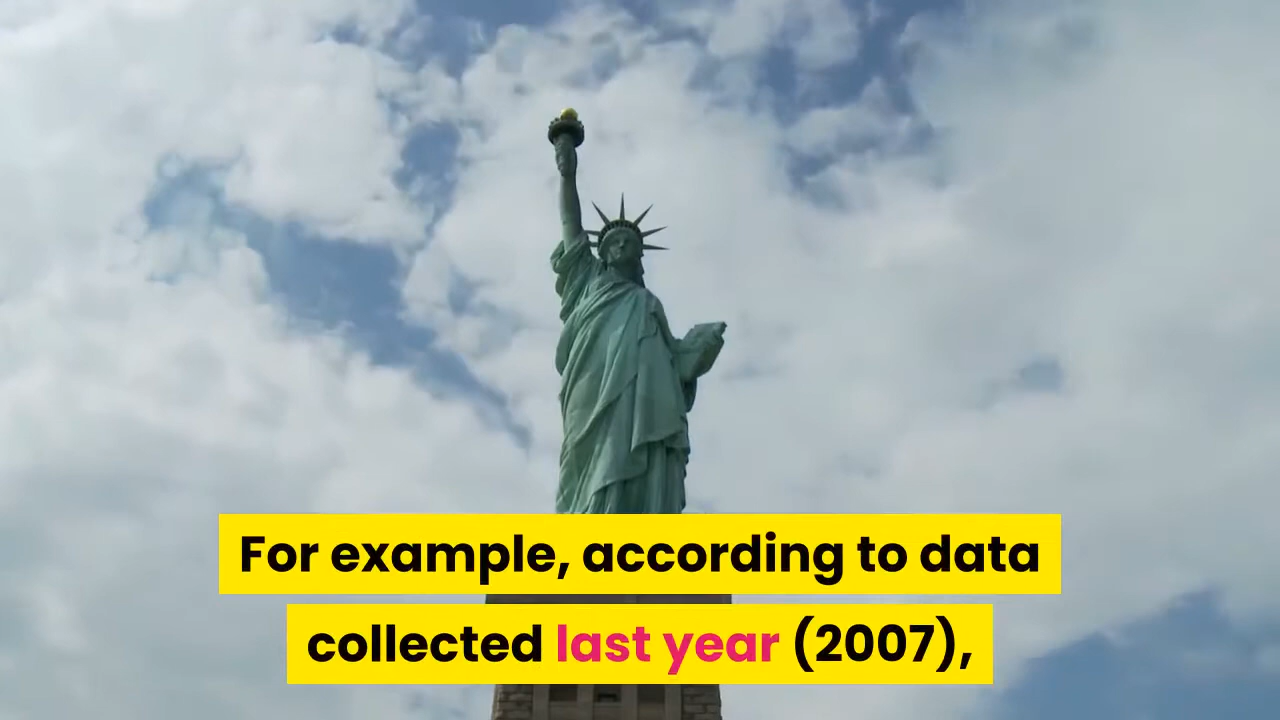 For example, according to data
collected last year (2007),